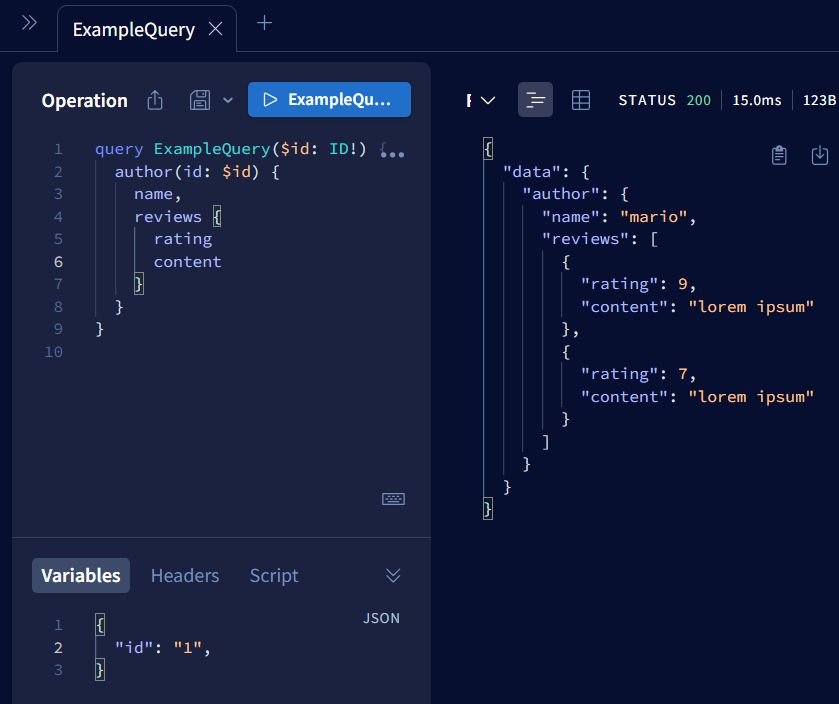 ExampleQuery
Operation
ExampleQu...
STATUS 200
15.0ms
123B
1 query ExampleQuery($id: ID!) {
2 author(id: $id) {
3 name,
4 reviews {
5 rating
6 content
7 }
8 }
9 }
10
{
"data": {
"author": {
"name": "mario",
"reviews": [
{
"rating": 9,
"content": "lorem ipsum"
},
{
"rating": 7,
"content": "lorem ipsum"
}
]
}
}
}
Variables Headers Script
JSON
1 {
2 "id": "1",
3 }